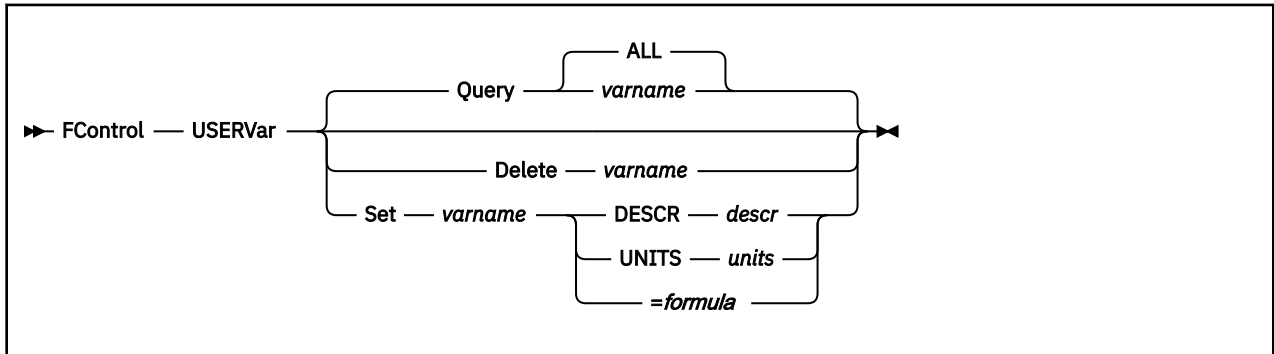 ALL
Query varname
FControl USERVar
Delete varname
Set varname DESCR descr
UNITS units
=formula